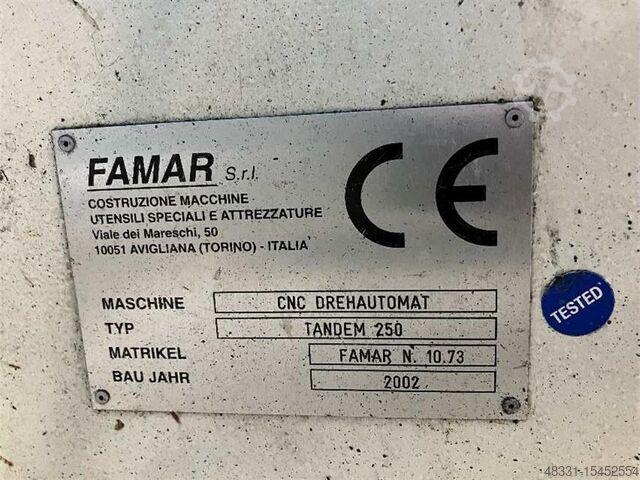 FAMAR S.r.l.
COSTRUZIONE MACCHINE
UTENSILI SPECIALI E ATTREZZATURE
Viale dei Mareschi, 50
10051 AVIGLIANA (TORINO) - ITALIA
CE
MASCHINE CNC DREHAUTOMAT
TYP TANDEM 250
MATRIKEL FAMAR N. 10.73
BAU JAHR 2002
TESTED
48331-15452554